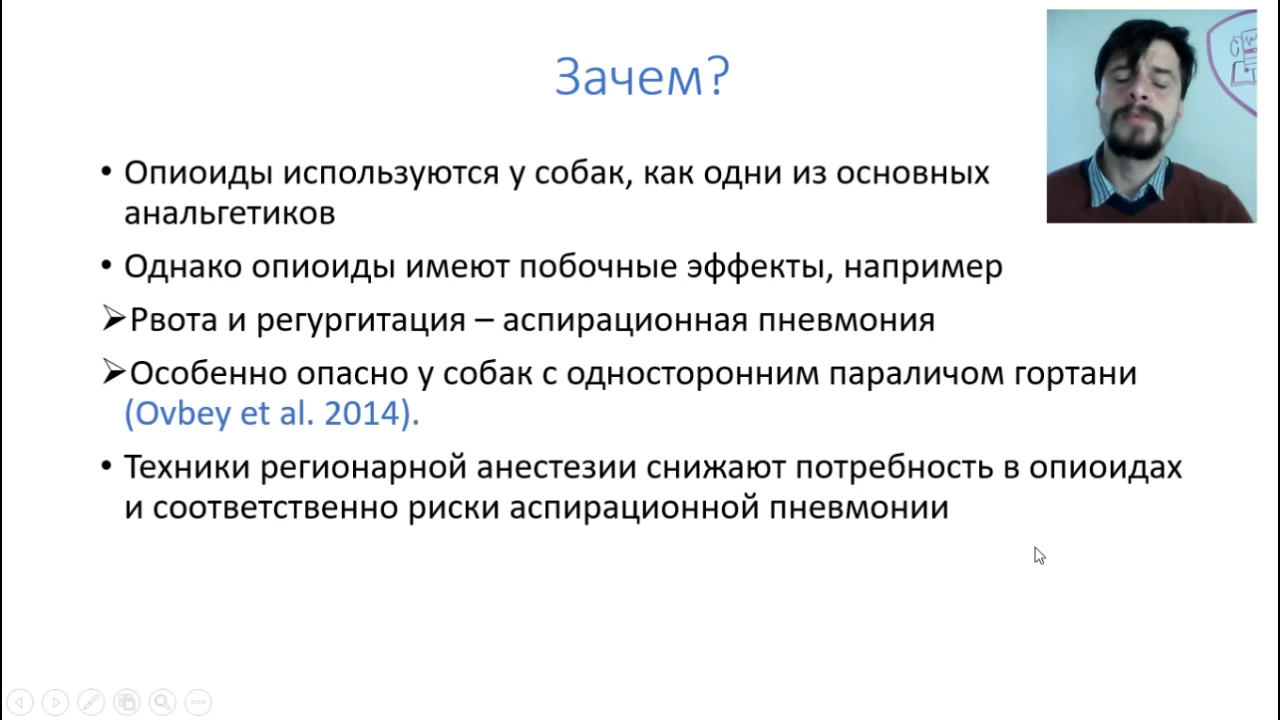 Зачем?
• Опиоиды используются у собак, как одни из основных
анальгетиков
• Однако опиоиды имеют побочные эффекты, например
➢Рвота и регургитация – аспирационная пневмония
➢Особенно опасно у собак с односторонним параличом гортани
(Ovbey et al. 2014).
• Техники регионарной анестезии снижают потребность в опиоидах
и соответственно риски аспирационной пневмонии